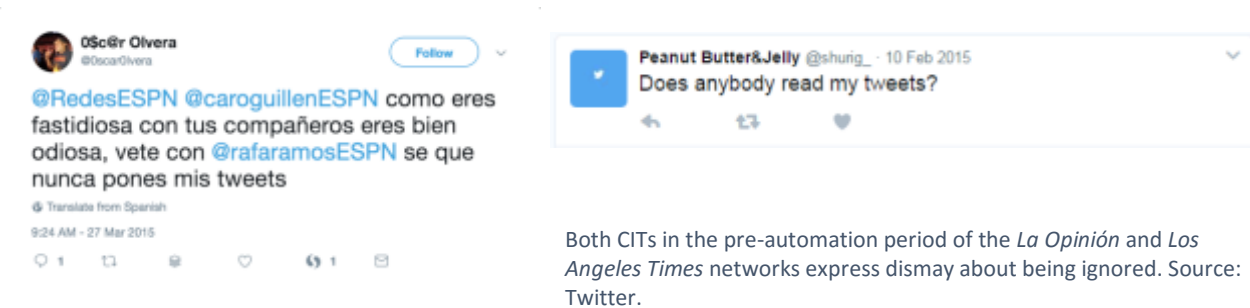 0$c@r Olvera
@0scar0lvera
Follow
@RedesESPN @caroguillenESPN como eres
fastidiosa con tus compañeros eres bien
odiosa, vete con @rafaramosESPN se que
nunca pones mis tweets
Translate from Spanish
9:24 AM - 27 Mar 2015
1
1
Peanut Butter&Jelly @shurig_ · 10 Feb 2015
Does anybody read my tweets?
Both CITs in the pre-automation period of the La Opinión and Los
Angeles Times networks express dismay about being ignored. Source:
Twitter.